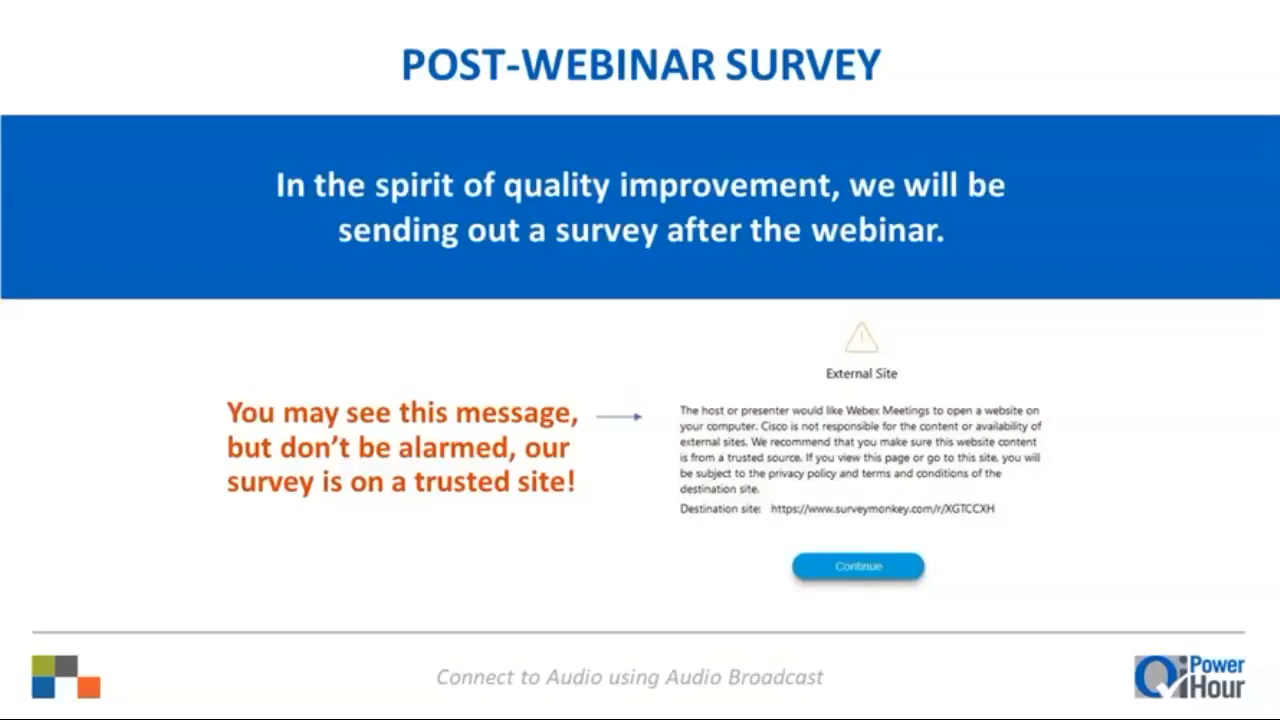 POST-WEBINAR SURVEY
In the spirit of quality improvement, we will be
sending out a survey after the webinar.
You may see this message,
but don’t be alarmed, our
survey is on a trusted site!
External Site
The host or presenter would like Webex Meetings to open a website on
your computer. Cisco is not responsible for the content or availability of
external sites. We recommend that you make sure this website content
is from a trusted source. If you view this page or go to this site, you will
be subject to the privacy policy and terms and conditions of the
destination site.
Destination site: https://www.surveymonkey.com/r/XGTCCXH
Continue
Connect to Audio using Audio Broadcast
Qi Power
Hour